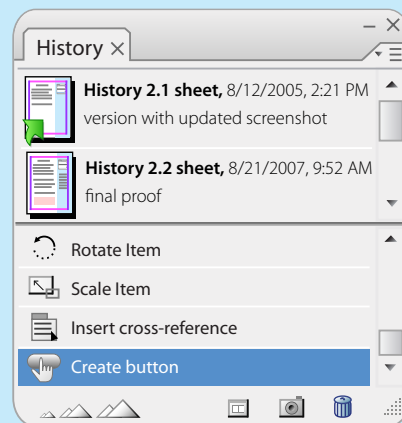 History
History 2.1 sheet, 8/12/2005, 2:21 PM
version with updated screenshot
History 2.2 sheet, 8/21/2007, 9:52 AM
final proof
Rotate Item
Scale Item
Insert cross-reference
Create button